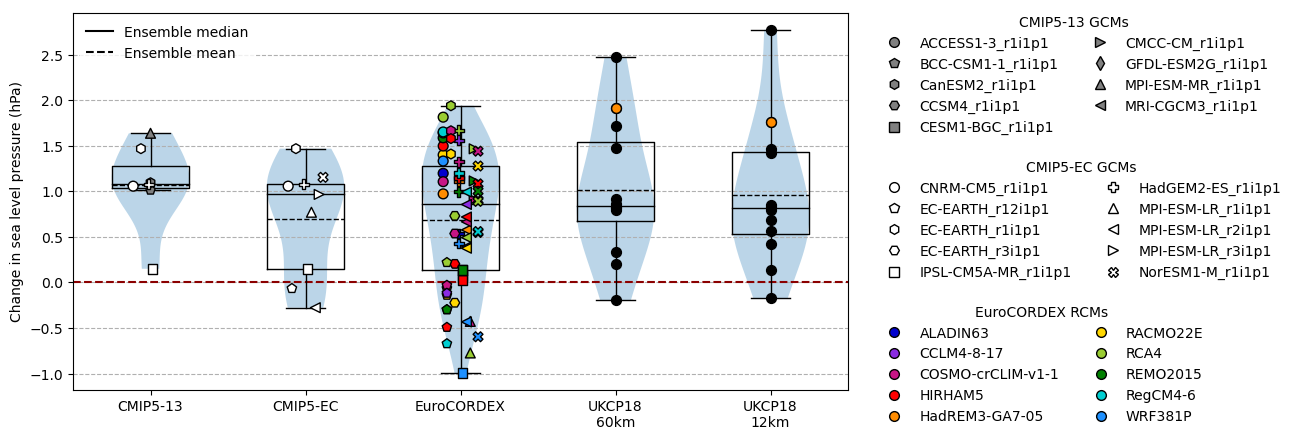 Ensemble median
Ensemble mean
Change in sea level pressure (hPa)
2.5
2.0
1.5
1.0
0.5
0.0
−0.5
−1.0
CMIP5-13
CMIP5-EC
EuroCORDEX
UKCP18
60km
UKCP18
12km
CMIP5-13 GCMs
ACCESS1-3_r1i1p1
BCC-CSM1-1_r1i1p1
CanESM2_r1i1p1
CCSM4_r1i1p1
CESM1-BGC_r1i1p1
CMCC-CM_r1i1p1
GFDL-ESM2G_r1i1p1
MPI-ESM-MR_r1i1p1
MRI-CGCM3_r1i1p1
CMIP5-EC GCMs
CNRM-CM5_r1i1p1
EC-EARTH_r12i1p1
EC-EARTH_r1i1p1
EC-EARTH_r3i1p1
IPSL-CM5A-MR_r1i1p1
HadGEM2-ES_r1i1p1
MPI-ESM-LR_r1i1p1
MPI-ESM-LR_r2i1p1
MPI-ESM-LR_r3i1p1
NorESM1-M_r1i1p1
EuroCORDEX RCMs
ALADIN63
CCLM4-8-17
COSMO-crCLIM-v1-1
HIRHAM5
HadREM3-GA7-05
RACMO22E
RCA4
REMO2015
RegCM4-6
WRF381P